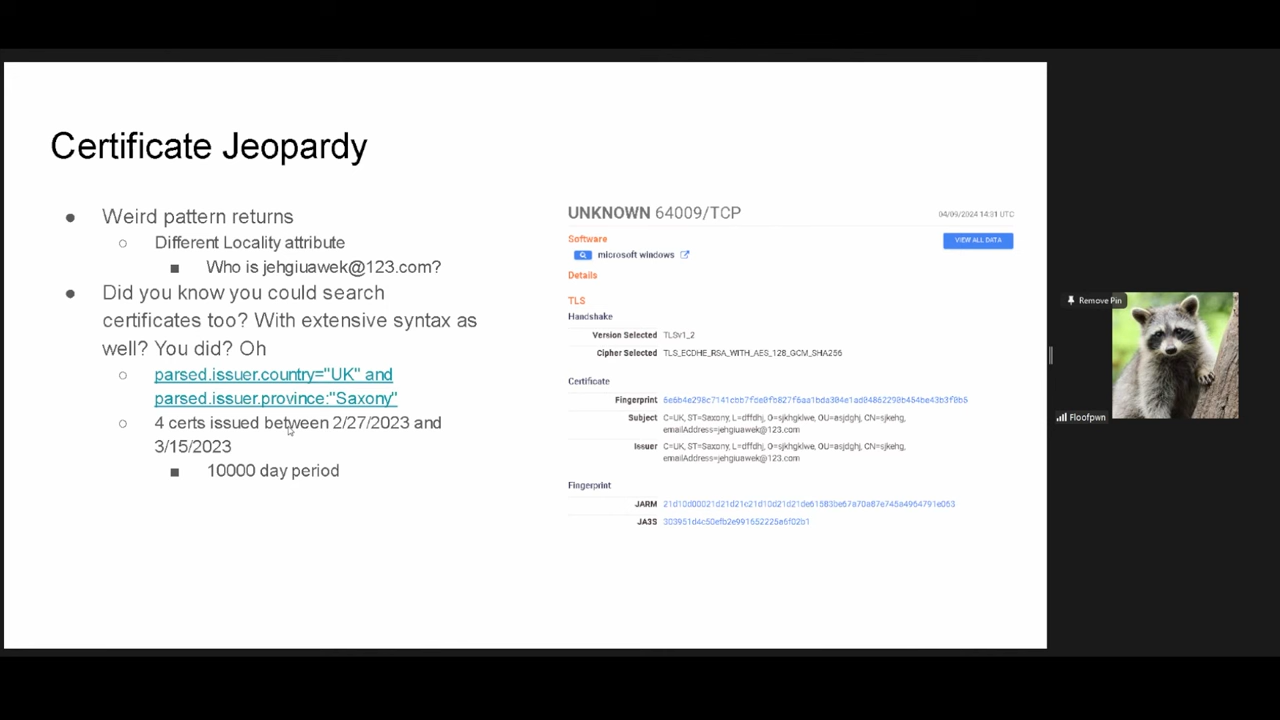 Certificate Jeopardy
● Weird pattern returns
○ Different Locality attribute
■ Who is jehgiuawek@123.com?
● Did you know you could search
certificates too? With extensive syntax as
well? You did? Oh
○ parsed.issuer.country="UK" and
parsed.issuer.province:"Saxony"
○ 4 certs issued between 2/27/2023 and
3/15/2023
■ 10000 day period
UNKNOWN 64009/TCP
04/09/2024 14:31 UTC
Software
VIEW ALL DATA
microsoft windows
Details
TLS
Handshake
Version Selected TLSv1_2
Cipher Selected TLS_ECDHE_RSA_WITH_AES_128_GCM_SHA256
Certificate
Fingerprint
Subject C=UK, ST=Saxony, L=dffdhj, O=sjkhgklwe, OU=asjdghj, CN=sjkehg,
emailAddress=jehgiuawek@123.com
Issuer C=UK, ST=Saxony, L=dffdhj, O=sjkhgklwe, OU=asjdghj, CN=sjkehg,
emailAddress=jehgiuawek@123.com
Fingerprint
JARM
JA3S
Remove Pin
Floofpwn